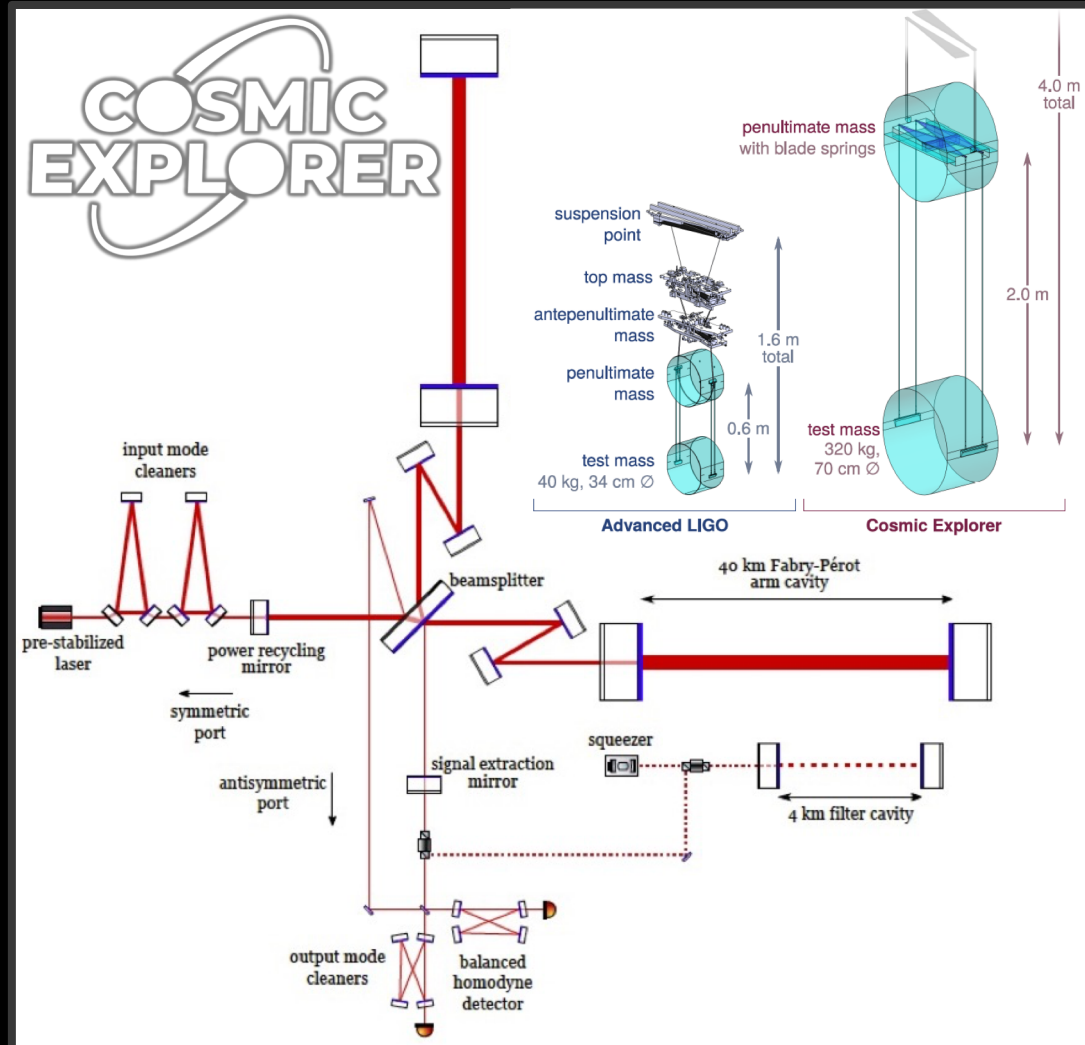 COSMIC
EXPLORER
4.0 m
total
penultimate mass
with blade springs
suspension
point
top mass
antepenultimate
mass
penultimate
mass
1.6 m
total
2.0 m
0.6 m
test mass
40 kg, 34 cm ∅
test mass
320 kg,
70 cm ∅
Advanced LIGO
Cosmic Explorer
input mode
cleaners
beamsplitter
40 km Fabry-Pérot
arm cavity
pre-stabilized
laser
power recycling
mirror
symmetric
port
squeezer
signal extraction
mirror
antisymmetric
port
4 km filter cavity
output mode
cleaners
balanced
homodyne
detector